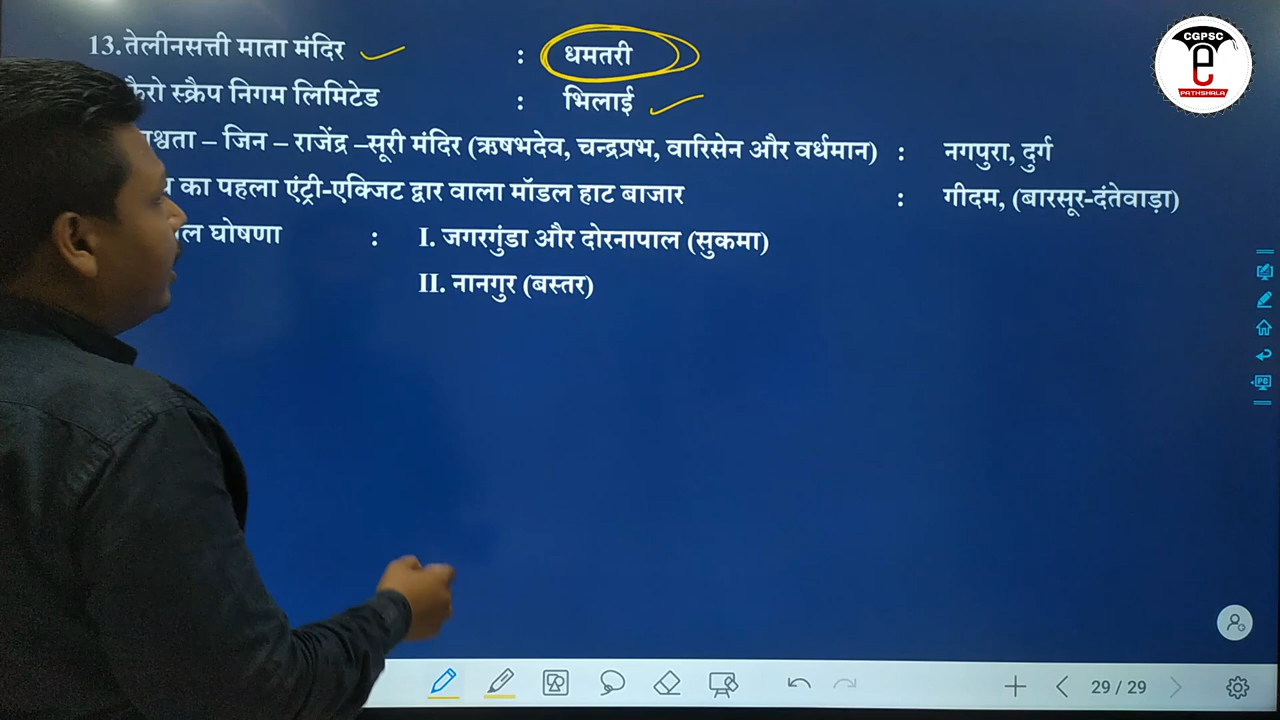 13. तेलीनसत्ती माता मंदिर : धमतरी
स्क्रैप निगम लिमिटेड : भिलाई
– जिन – राजेंद्र –सूरी मंदिर (ऋषभदेव, चन्द्रप्रभ, वारिसेन और वर्धमान) : नगपुरा, दुर्ग
का पहला एंट्री-एक्जिट द्वार वाला मॉडल हाट बाजार : गीदम, (बारसूर-दंतेवाड़ा)
घोषणा : I. जगरगुंडा और दोरनापाल (सुकमा)
II. नानगुर (बस्तर)
CGPSC
PATHSHALA
PC
29 / 29